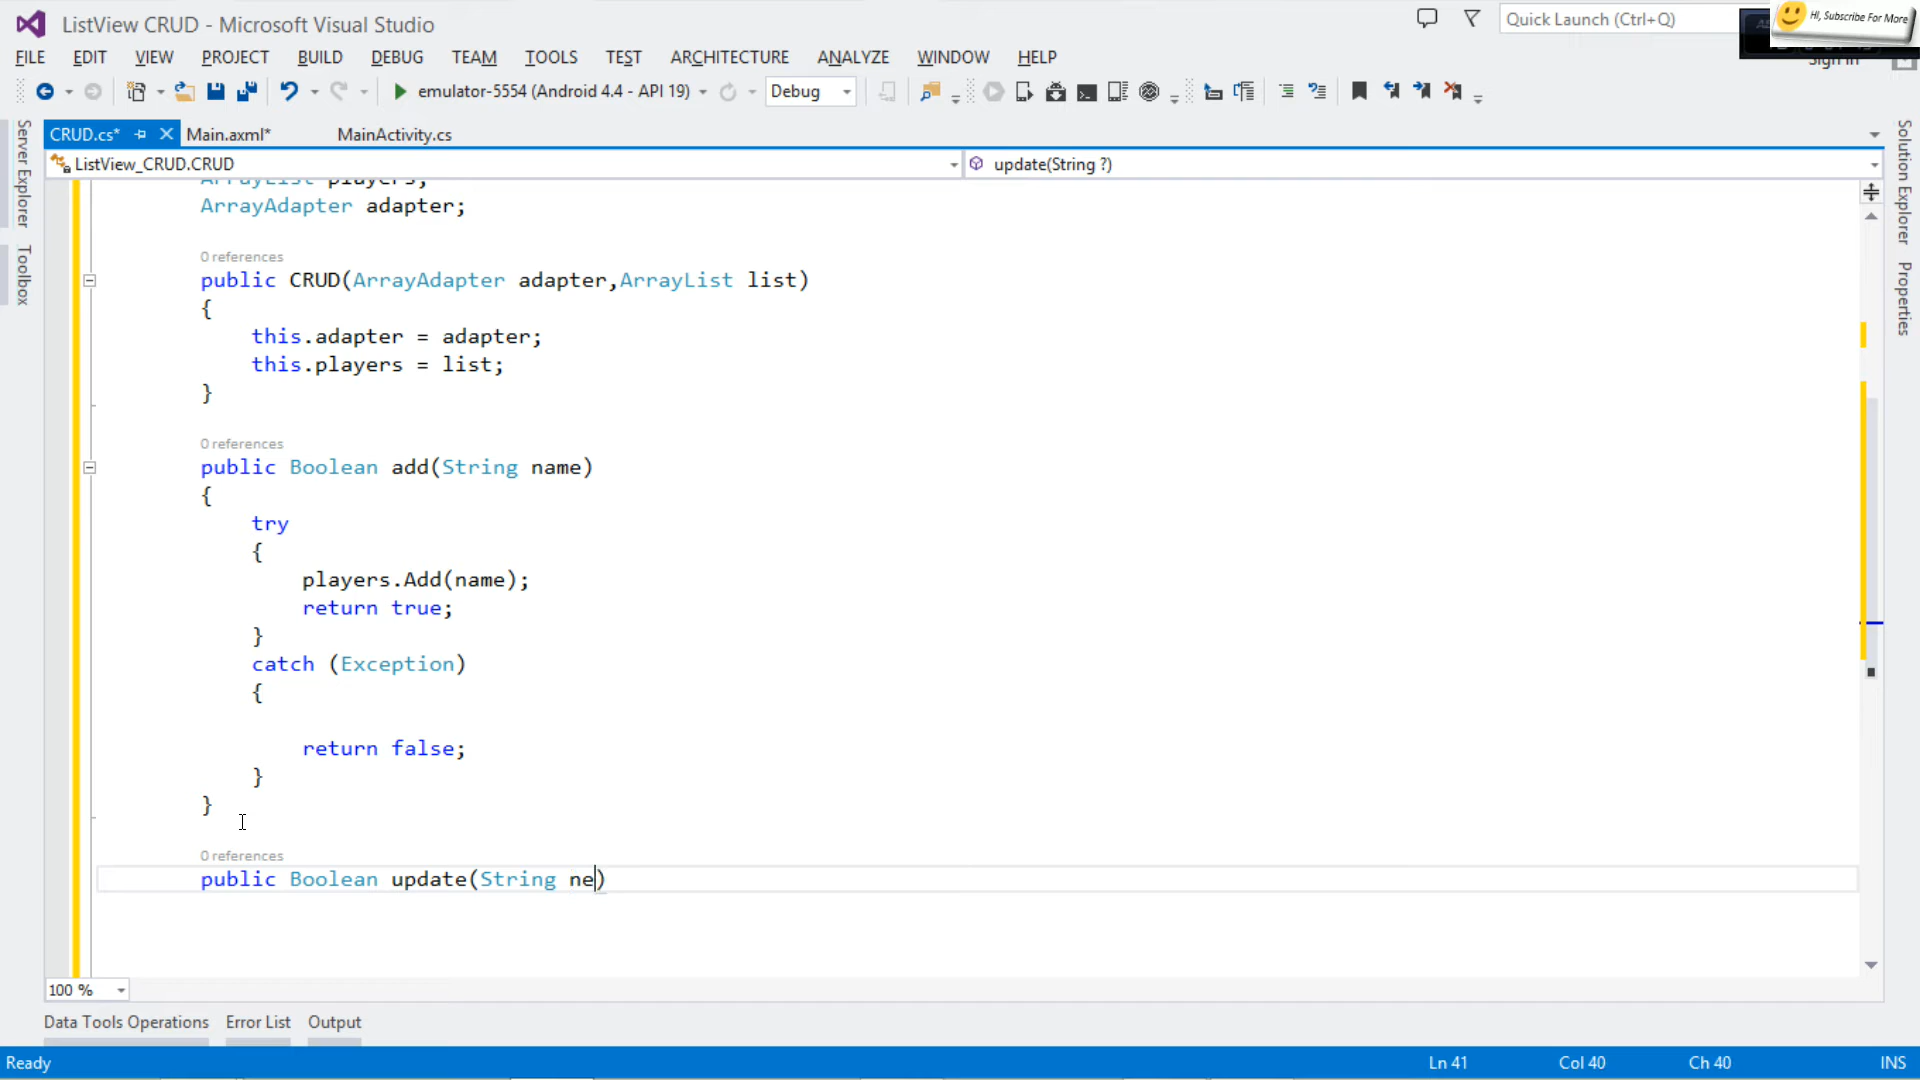 ListView CRUD - Microsoft Visual Studio
Quick Launch (Ctrl+Q)
HI, Subscribe For More
Sign in
FILE EDIT VIEW PROJECT BUILD DEBUG TEAM TOOLS TEST ARCHITECTURE ANALYZE WINDOW HELP
emulator-5554 (Android 4.4 - API 19)
Debug
CRUD.cs*
Main.axml*
MainActivity.cs
ListView_CRUD.CRUD
update(String ?)
Server Explorer
Toolbox
Solution Explorer
Properties
ArrayList players;
ArrayAdapter adapter;
0 references
public CRUD(ArrayAdapter adapter,ArrayList list)
{
this.adapter = adapter;
this.players = list;
}
0 references
public Boolean add(String name)
{
try
{
players.Add(name);
return true;
}
catch (Exception)
{
return false;
}
}
0 references
public Boolean update(String ne)
100 %
Data Tools Operations Error List Output
Ready
Ln 41 Col 40 Ch 40 INS